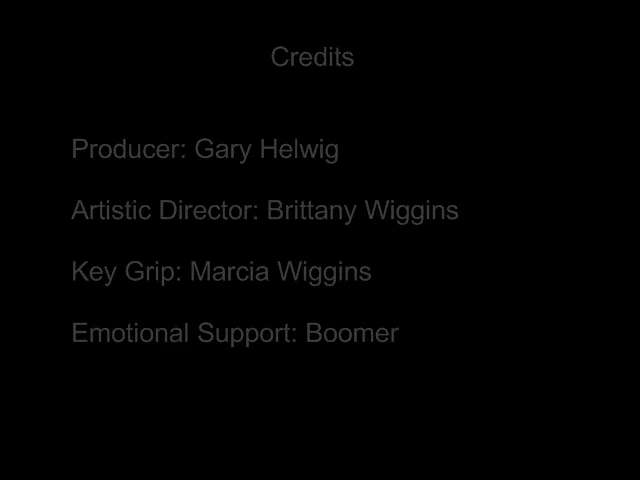 Credits
Producer: Gary Helwig
Artistic Director: Brittany Wiggins
Key Grip: Marcia Wiggins
Emotional Support: Boomer